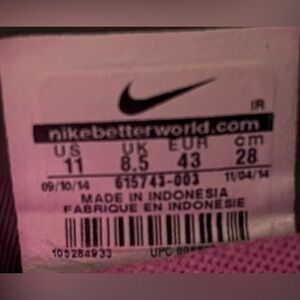 IR
nikebetterworld.com
US UK EUR cm
11 8.5 43 28
09/10/14 615743-003 11/04/14
MADE IN INDONESIA
FABRIQUE EN INDONESIE
105284933 UPC